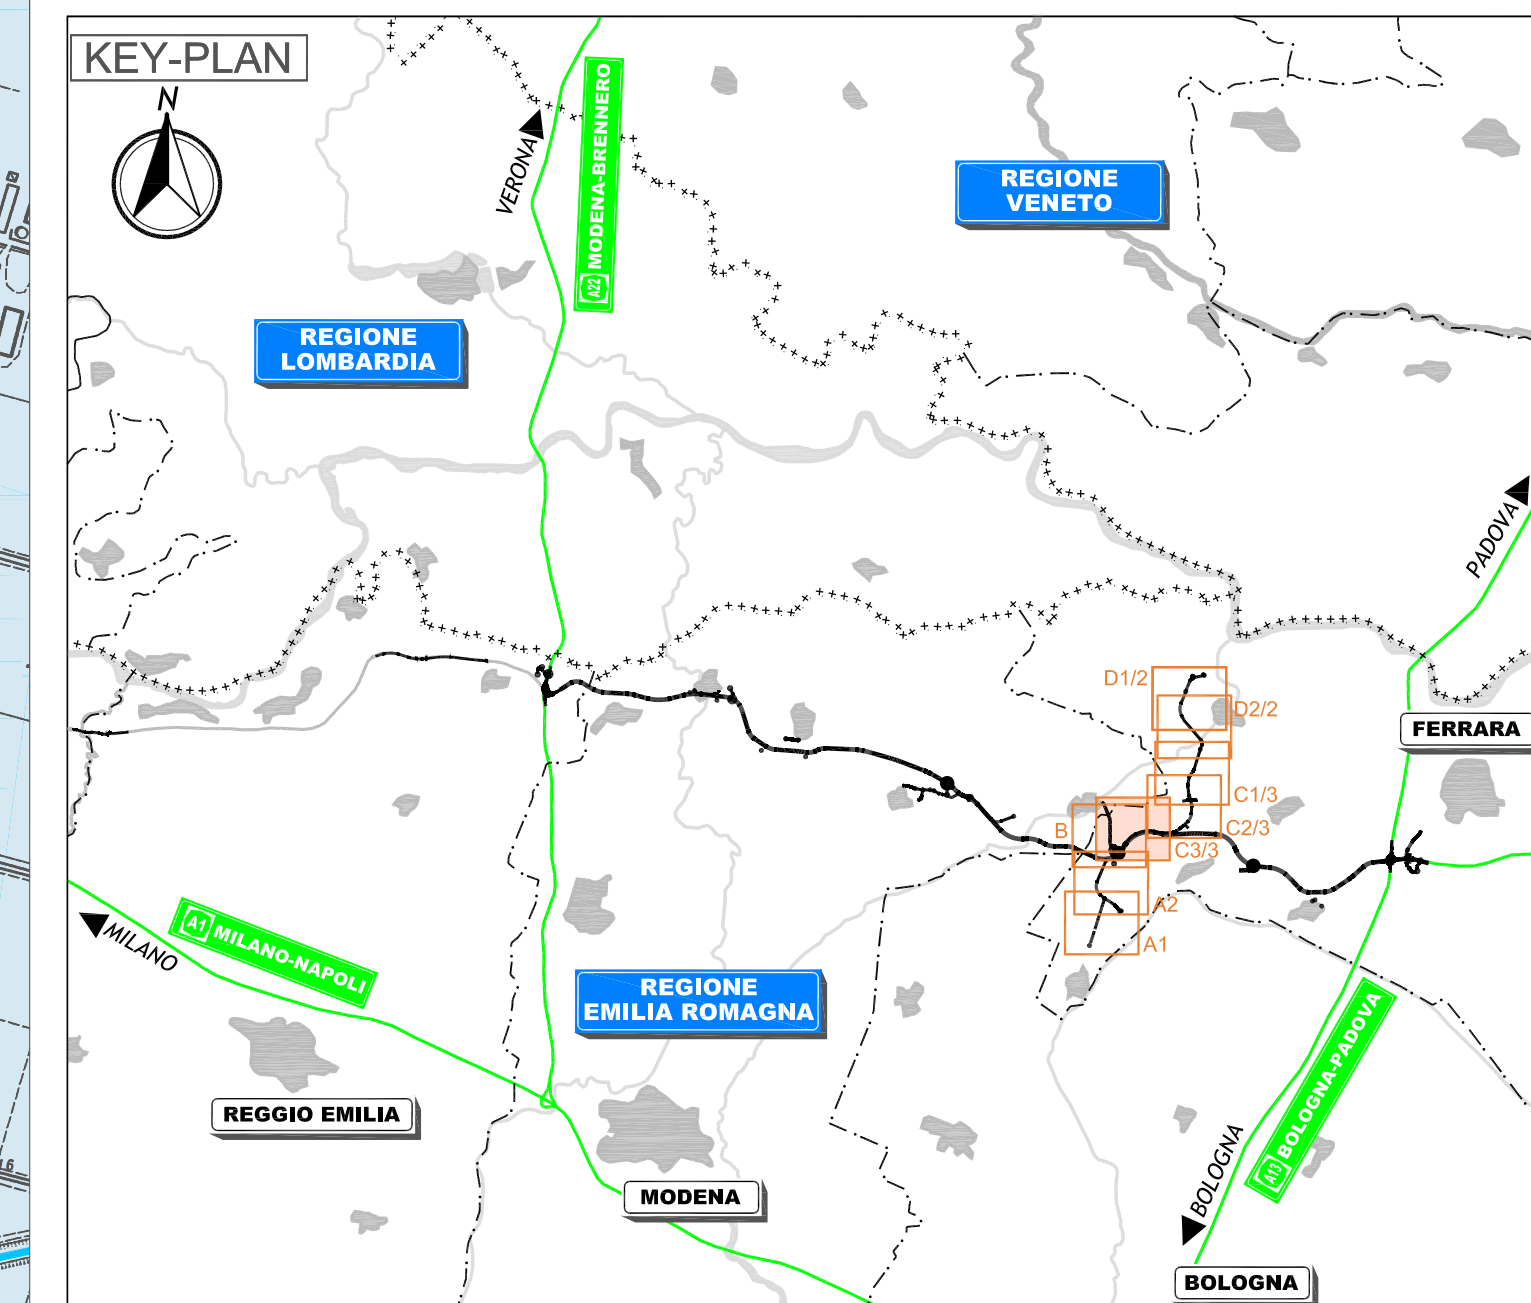 KEY-PLAN
N
VERONA
A22 MODENA-BRENNERO
REGIONE
VENETO
REGIONE
LOMBARDIA
PADOVA
D1/2
D2/2
FERRARA
C1/3
B
C2/3
C3/3
A2
A1
MILANO
A1 MILANO-NAPOLI
REGIONE
EMILIA ROMAGNA
A13 BOLOGNA-PADOVA
REGGIO EMILIA
MODENA
BOLOGNA
BOLOGNA